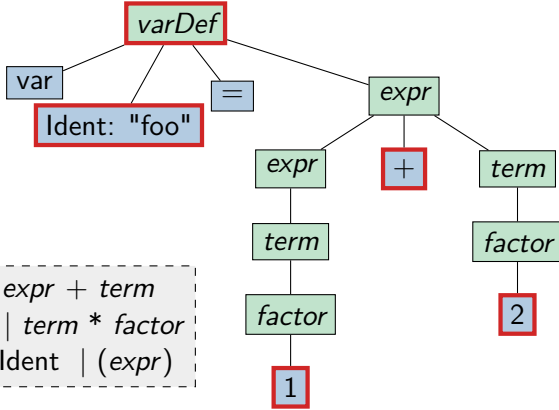 varDef
var
Ident: "foo"
=
expr
expr
+
term
term
factor
factor
2
1
expr + term
| term * factor
Ident | (expr)